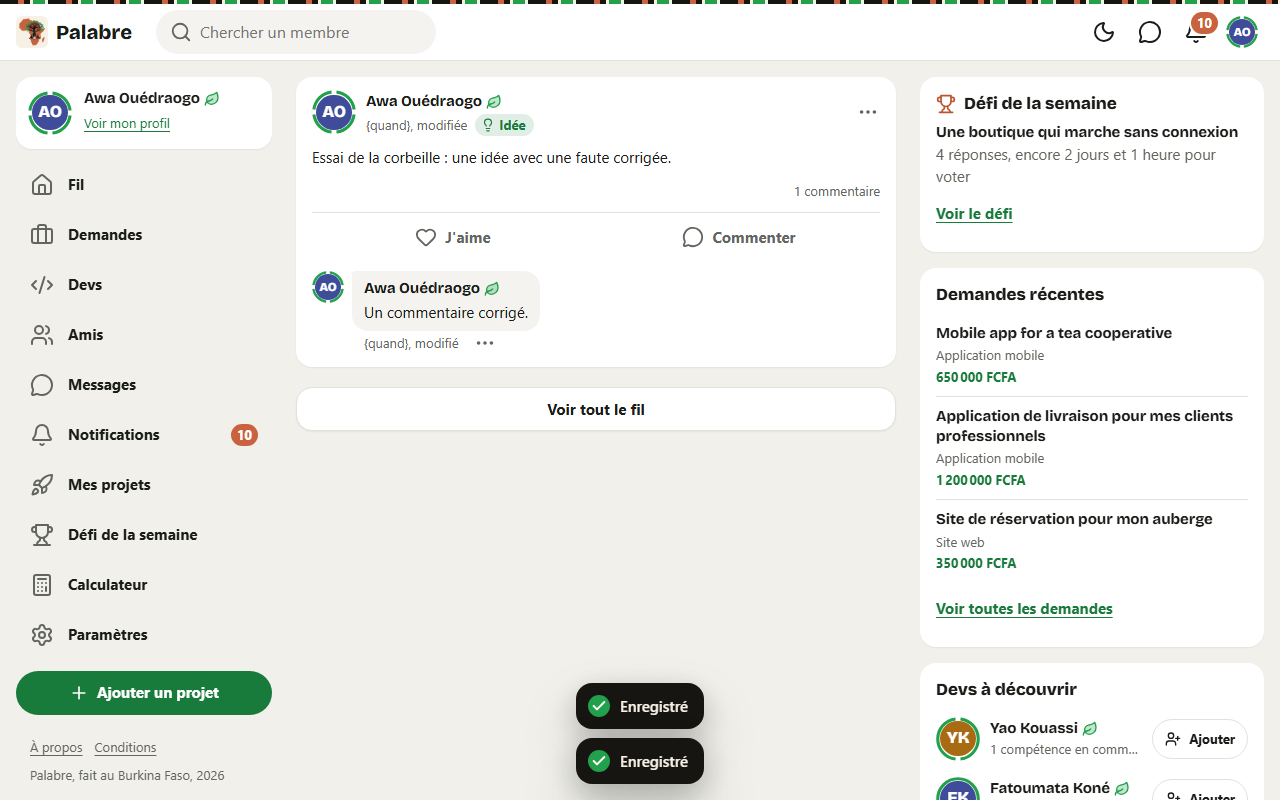 Palabre
Chercher un membre
10
AO
AO
Awa Ouédraogo
Voir mon profil
Fil
Demandes
Devs
Amis
Messages
Notifications
10
Mes projets
Défi de la semaine
Calculateur
Paramètres
Ajouter un projet
À propos
Conditions
Palabre, fait au Burkina Faso, 2026
AO
Awa Ouédraogo
{quand}, modifiée
Idée
Essai de la corbeille : une idée avec une faute corrigée.
1 commentaire
J'aime
Commenter
AO
Awa Ouédraogo
Un commentaire corrigé.
{quand}, modifié
Voir tout le fil
Enregistré
Enregistré
Défi de la semaine
Une boutique qui marche sans connexion
4 réponses, encore 2 jours et 1 heure pour
voter
Voir le défi
Demandes récentes
Mobile app for a tea cooperative
Application mobile
650 000 FCFA
Application de livraison pour mes clients
professionnels
Application mobile
1 200 000 FCFA
Site de réservation pour mon auberge
Site web
350 000 FCFA
Voir toutes les demandes
Devs à découvrir
YK
Yao Kouassi
1 compétence en comm...
Ajouter
FK
Fatoumata Koné
Ajouter